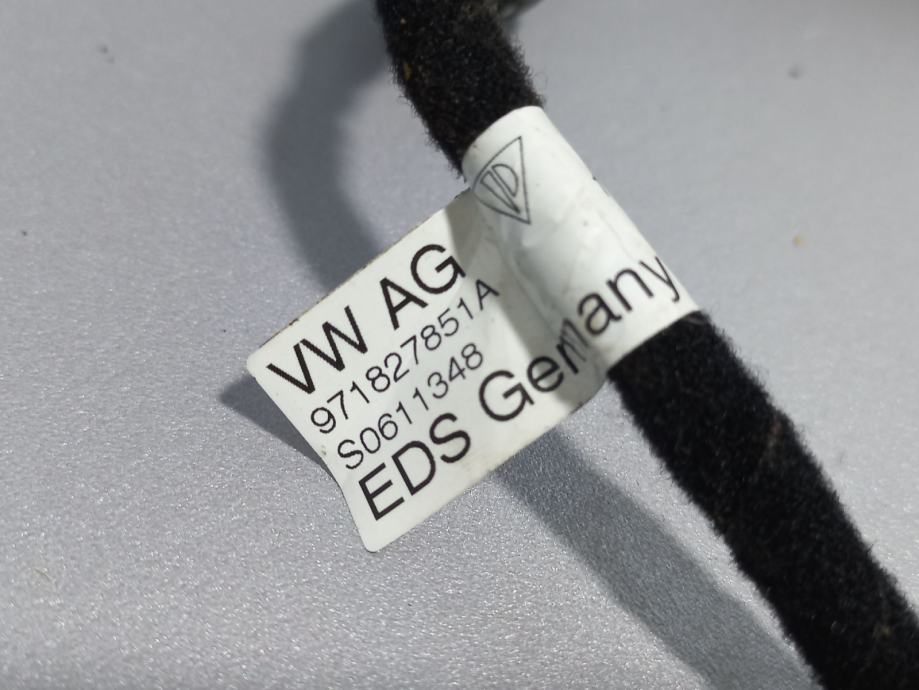 VW AG
971827851A
S0611348
EDS Germany